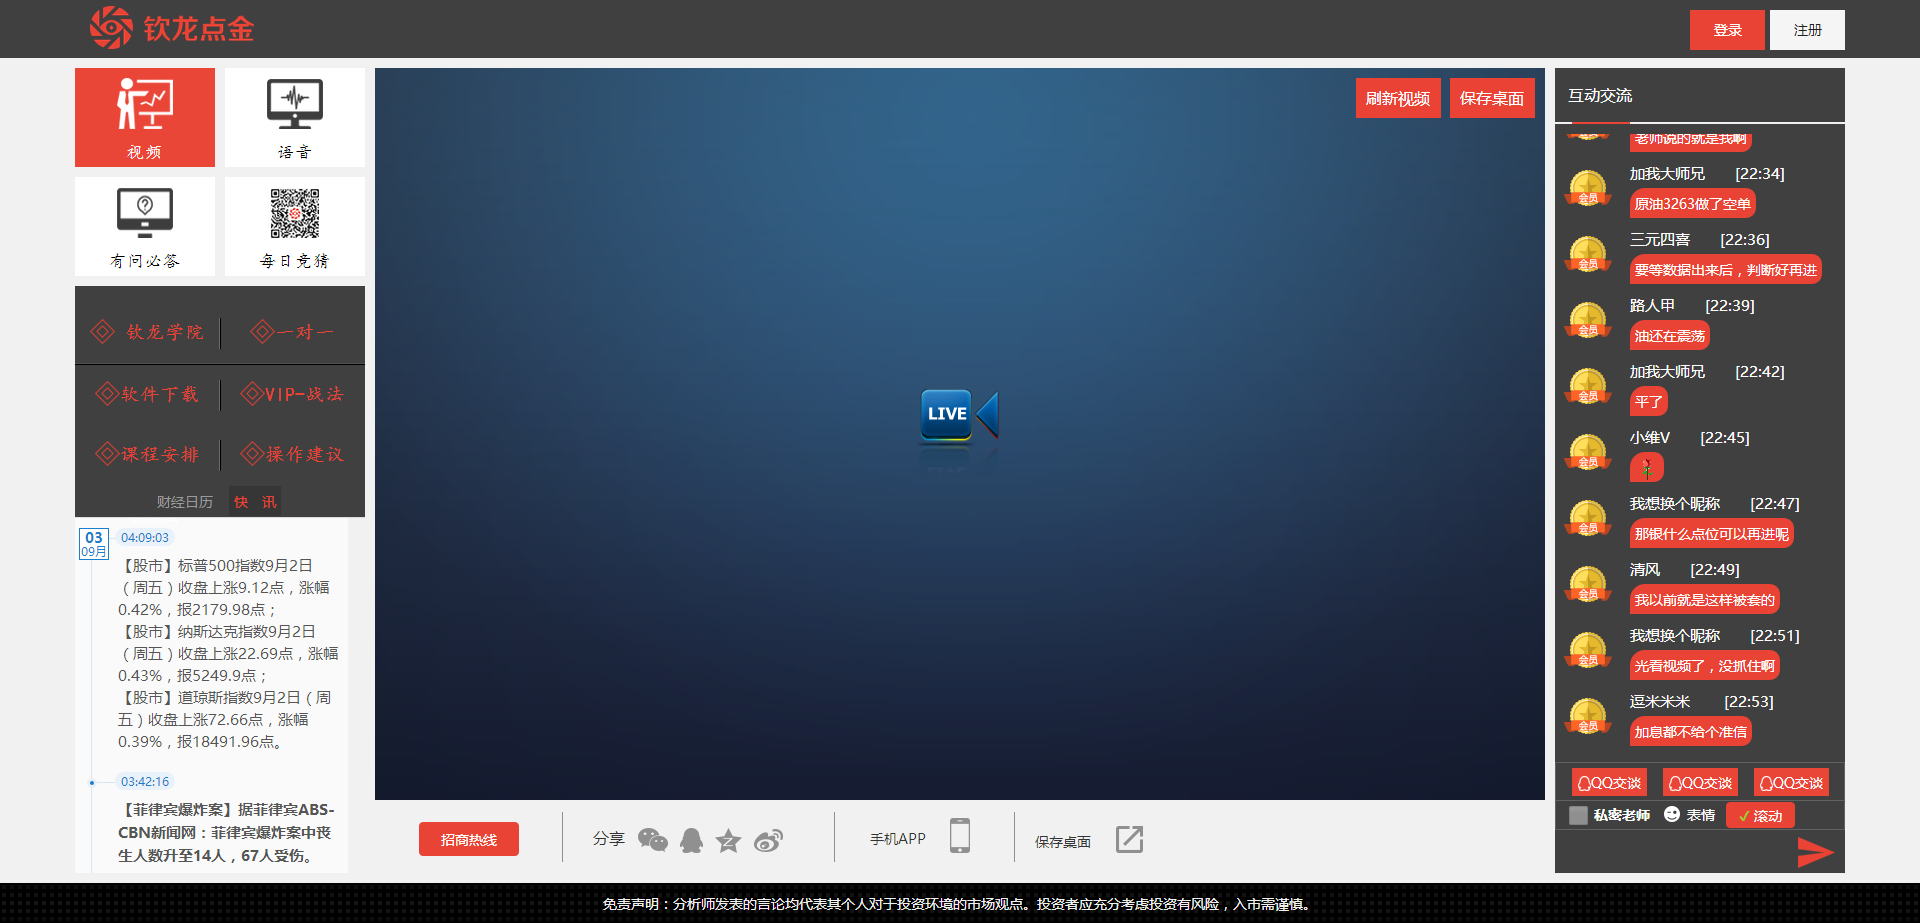 钦龙点金
登录
注册
视频
语音
有问必答
每日竞猜
钦龙学院
一对一
软件下载
VIP-战法
课程安排
操作建议
财经日历
快 讯
03
09月
04:09:03
【股市】标普500指数9月2日
（周五）收盘上涨9.12点，涨幅
0.42%，报2179.98点；
【股市】纳斯达克指数9月2日
（周五）收盘上涨22.69点，涨幅
0.43%，报5249.9点；
【股市】道琼斯指数9月2日（周
五）收盘上涨72.66点，涨幅
0.39%，报18491.96点。
03:42:16
【菲律宾爆炸案】据菲律宾ABS-
CBN新闻网：菲律宾爆炸案中丧
生人数升至14人，67人受伤。
刷新视频
保存桌面
LIVE
招商热线
分享
手机APP
保存桌面
互动交流
老师说的就是我啊
会员
加我大师兄 [22:34]
原油3263做了空单
会员
三元四喜 [22:36]
要等数据出来后，判断好再进
会员
路人甲 [22:39]
油还在震荡
会员
加我大师兄 [22:42]
平了
会员
小维V [22:45]
会员
我想换个昵称 [22:47]
那银什么点位可以再进呢
会员
清风 [22:49]
我以前就是这样被套的
会员
我想换个昵称 [22:51]
光看视频了，没抓住啊
会员
逗米米米 [22:53]
加息都不给个准信
会员
QQ交谈
QQ交谈
QQ交谈
私密老师
表情
✓滚动
免责声明：分析师发表的言论均代表其个人对于投资环境的市场观点。投资者应充分考虑投资有风险，入市需谨慎。